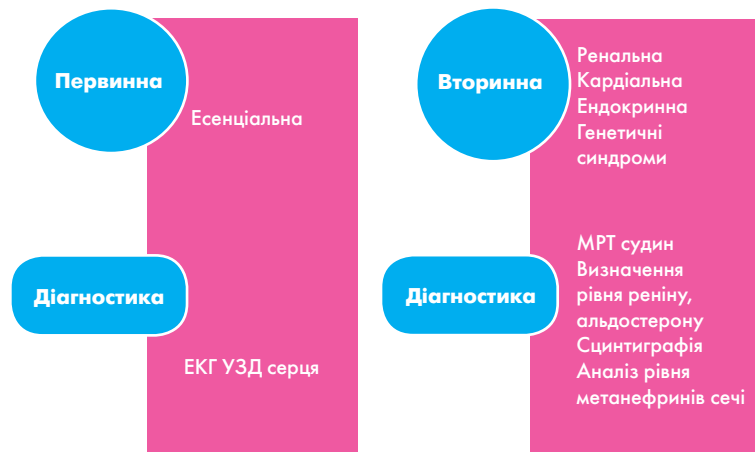 Первинна
Есенціальна
Діагностика
ЕКГ УЗД серця
Вторинна
Ренальна
Кардіальна
Ендокринна
Генетичні
синдроми
Діагностика
МРТ судин
Визначення
рівня реніну,
альдостерону
Сцинтиграфія
Аналіз рівня
метанефринів сечі